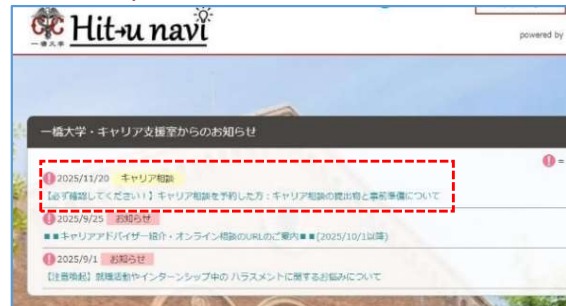 一橋大学 Hit-u navi
powered by
一橋大学・キャリア支援室からのお知らせ
! =
! 2025/11/20 キャリア相談
【必ず確認してください!】キャリア相談を予約した方:キャリア相談の提出物と事前準備について
! 2025/9/25 お知らせ
■■キャリアアドバイザー紹介・オンライン相談のURLのご案内■■(2025/10/1以降)
! 2025/9/1 お知らせ
【注意喚起】就職活動やインターンシップ中の ハラスメントに関するお悩みについて